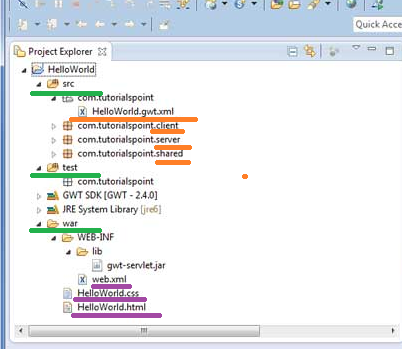 Quick Acce
Project Explorer
HelloWorld
src
com.tutorialspoint
HelloWorld.gwt.xml
com.tutorialspoint.client
com.tutorialspoint.server
com.tutorialspoint.shared
test
com.tutorialspoint
GWT SDK [GWT - 2.4.0]
JRE System Library [jre6]
war
WEB-INF
lib
gwt-servlet.jar
web.xml
HelloWorld.css
HelloWorld.html